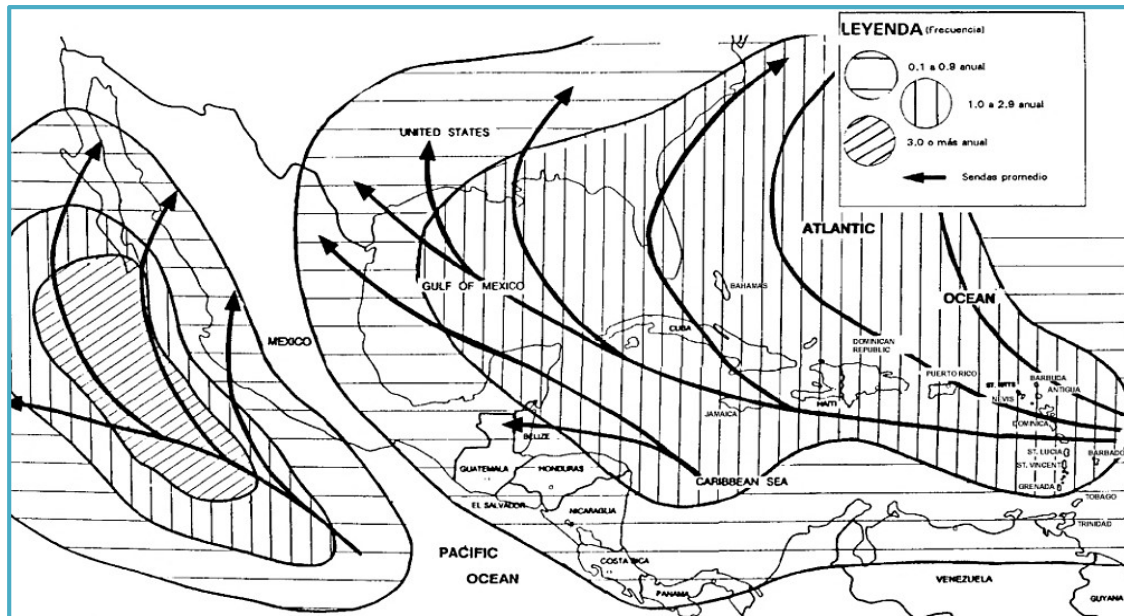 LEYENDA (Frecuencia)
0.1 a 0.9 anual
1.0 a 2.9 anual
3.0 o más anual
Sendas promedio
UNITED STATES
ATLANTIC
OCEAN
GULF OF MEXICO
BAHAMAS
MEXICO
CUBA
DOMINICAN
REPUBLIC
PUERTO RICO
ST. KITTS
NEVIS
BARBUCA
ANTIGUA
JAMAICA
HAITI
DOMINICA
BELIZE
GUATEMALA
HONDURAS
CARIBBEAN SEA
ST. LUCIA
BARBADO
ST. VINCENT
GRENADA
EL SALVADOR
NICARAGLIA
TOBAGO
TRINIDAD
PACIFIC
OCEAN
COSTA RICA
PANAMA
VENEZUELA
GUYANA